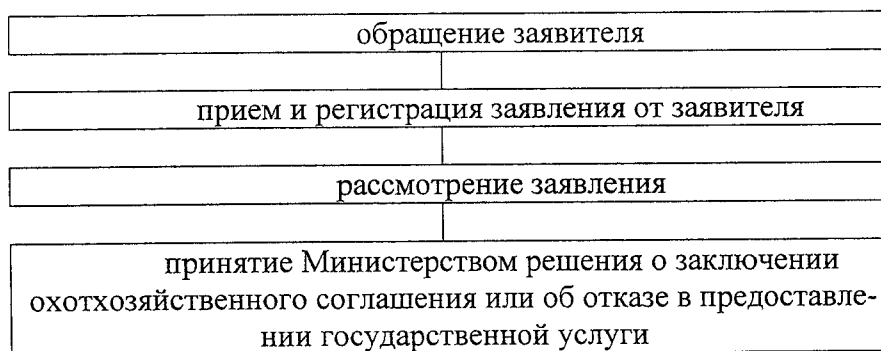 обращение заявителя
прием и регистрация заявления от заявителя
рассмотрение заявления
принятие Министерством решения о заключении
охотхозяйственного соглашения или об отказе в предоставле-
нии государственной услуги